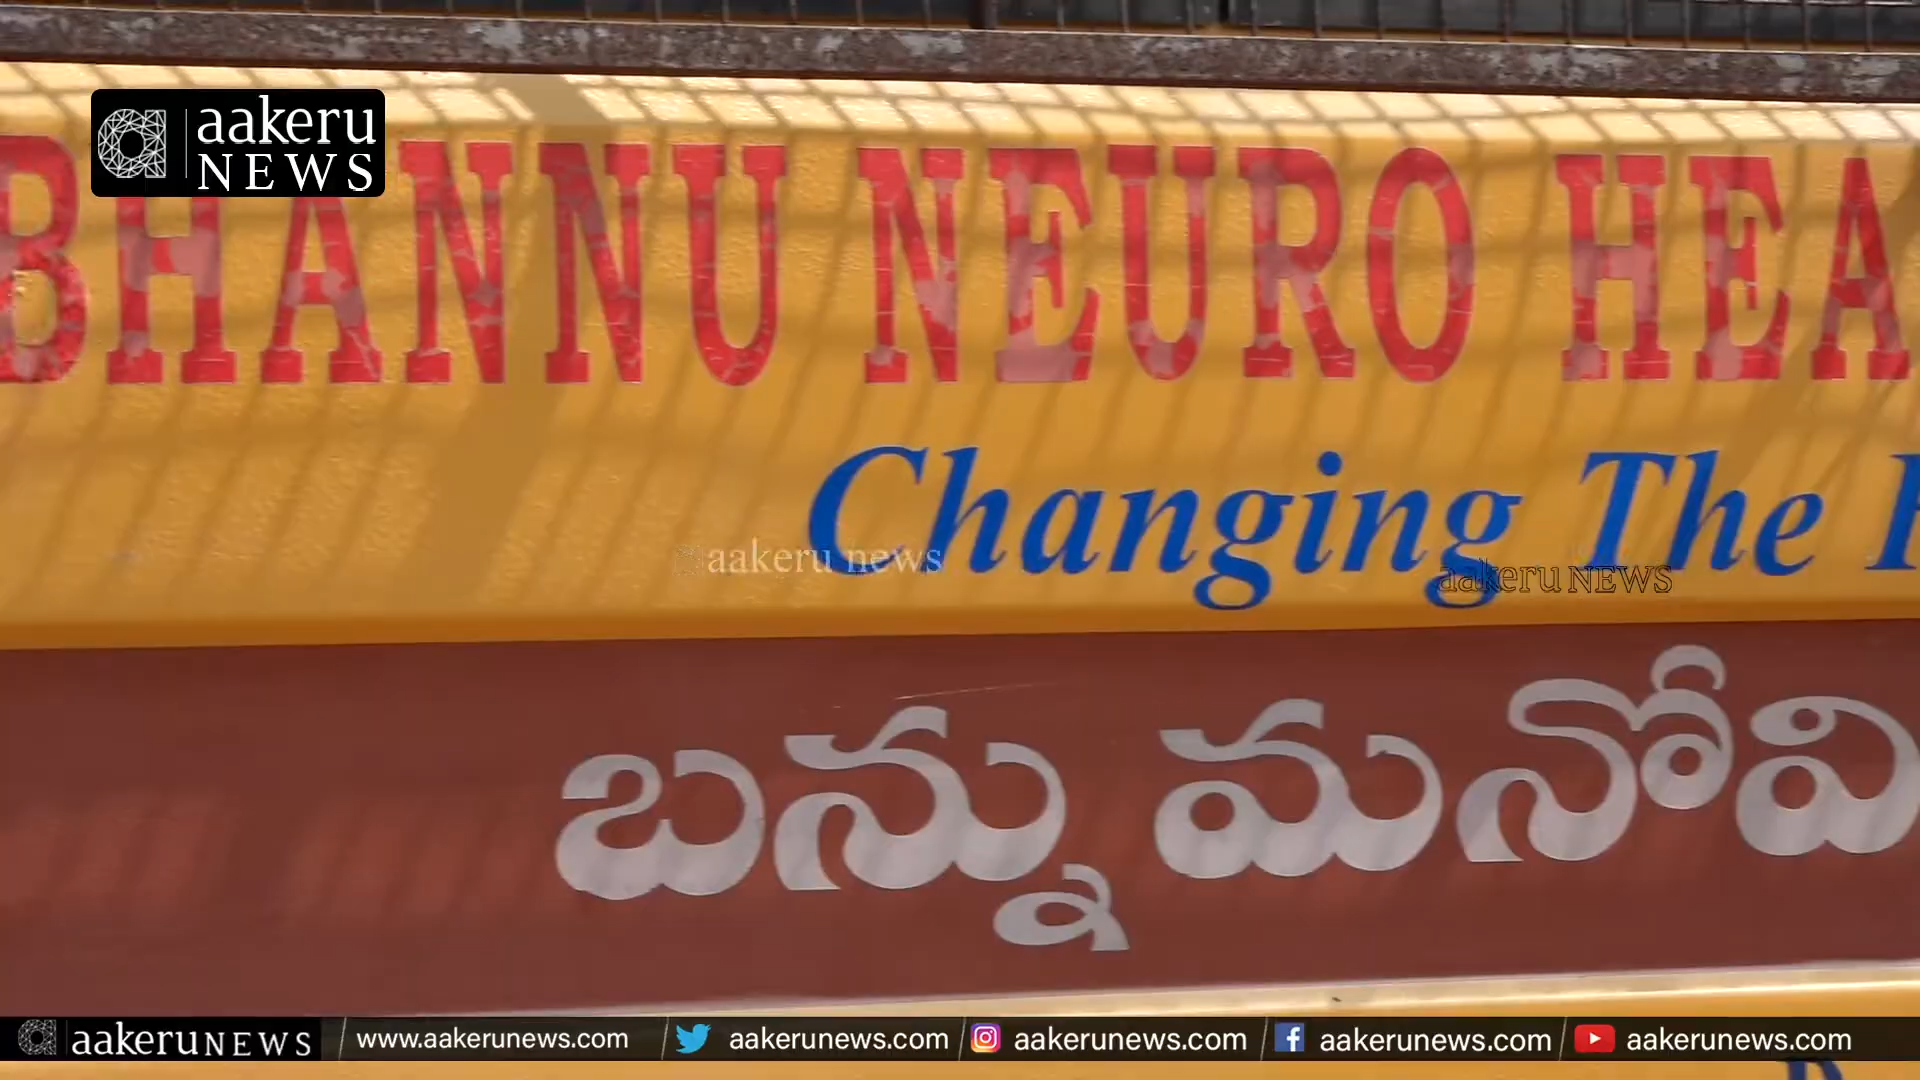 aakeru
NEWS
BHANNU NEURO HEA
Changing The
aakeru news
aakeru NEWS
బన్ను మనోవి
aakeru NEWS
www.aakerunews.com
aakerunews.com
aakerunews.com
aakerunews.com
aakerunews.com